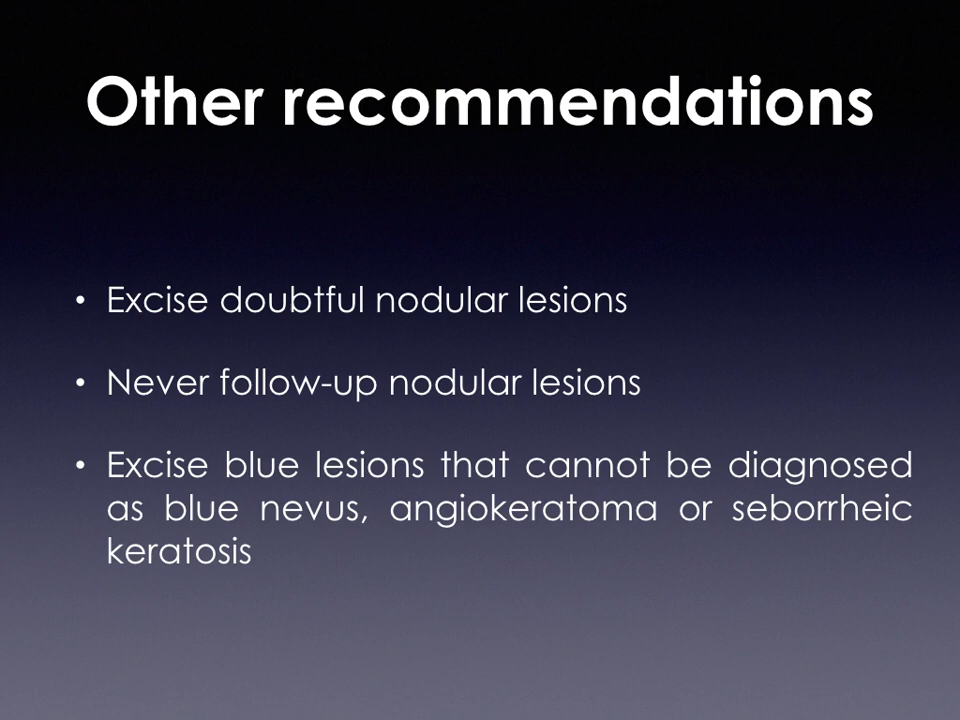 Other recommendations
• Excise doubtful nodular lesions
• Never follow-up nodular lesions
• Excise blue lesions that cannot be diagnosed
as blue nevus, angiokeratoma or seborrheic
keratosis